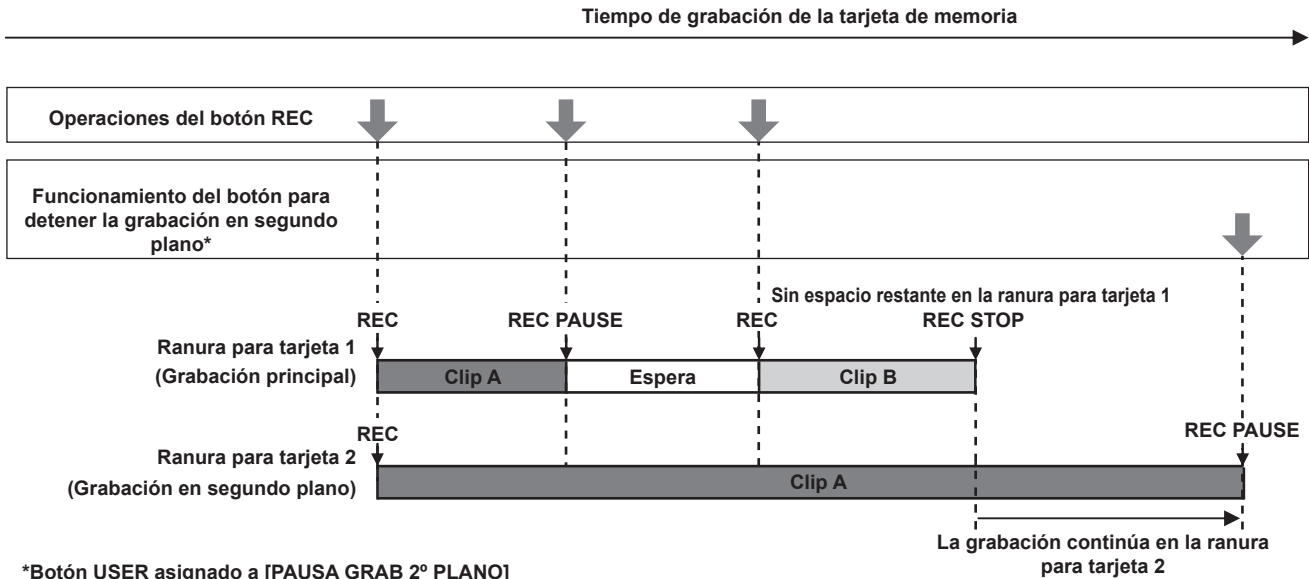 Tiempo de grabación de la tarjeta de memoria
Operaciones del botón REC
Funcionamiento del botón para
detener la grabación en segundo
plano*
Sin espacio restante en la ranura para tarjeta 1
REC
REC PAUSE
REC
REC STOP
Ranura para tarjeta 1
(Grabación principal)
Clip A
Espera
Clip B
REC
REC PAUSE
Ranura para tarjeta 2
(Grabación en segundo plano)
Clip A
La grabación continúa en la ranura
para tarjeta 2
*Botón USER asignado a [PAUSA GRAB 2º PLANO]